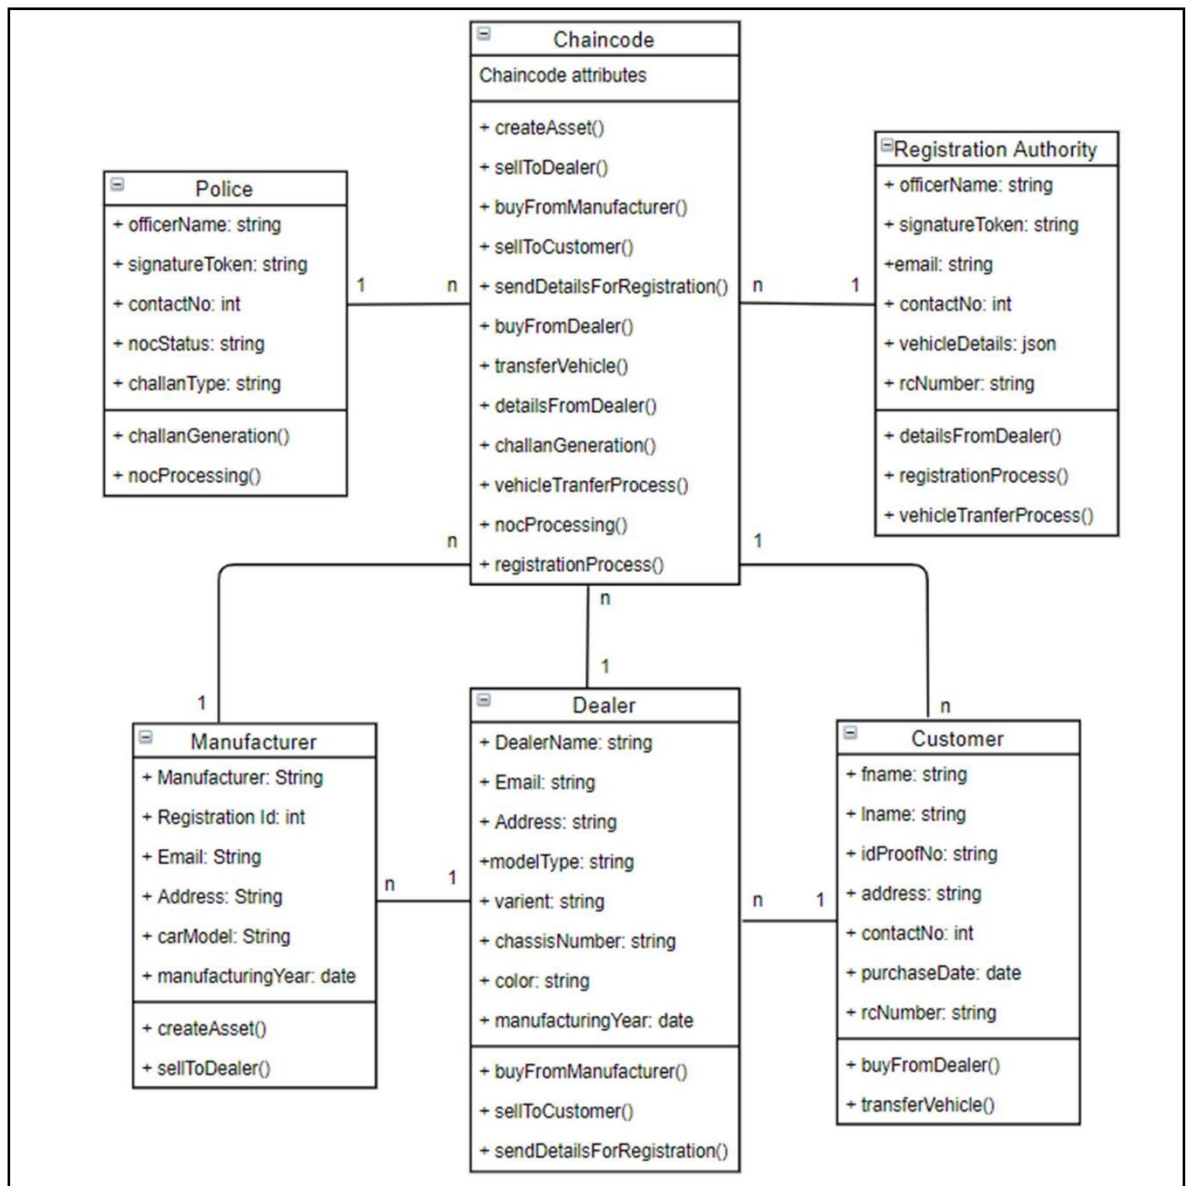 Chaincode
Chaincode attributes
+ createAsset()
+ sellToDealer()
+ buyFromManufacturer()
+ sellToCustomer()
+ sendDetailsForRegistration()
+ buyFromDealer()
+ transferVehicle()
+ detailsFromDealer()
+ challanGeneration()
+ vehicleTranferProcess()
+ nocProcessing()
+ registrationProcess()
Police
+ officerName: string
+ signatureToken: string
+ contactNo: int
+ nocStatus: string
+ challanType: string
+ challanGeneration()
+ nocProcessing()
1
n
Registration Authority
+ officerName: string
+ signatureToken: string
+email: string
+ contactNo: int
+ vehicleDetails: json
+ rcNumber: string
+ detailsFromDealer()
+ registrationProcess()
+ vehicleTranferProcess()
n
1
n
1
n
1
1
n
Manufacturer
+ Manufacturer: String
+ Registration Id: int
+ Email: String
+ Address: String
+ carModel: String
+ manufacturingYear: date
+ createAsset()
+ sellToDealer()
n
1
Dealer
+ DealerName: string
+ Email: string
+ Address: string
+modelType: string
+ varient: string
+ chassisNumber: string
+ color: string
+ manufacturingYear: date
+ buyFromManufacturer()
+ sellToCustomer()
+ sendDetailsForRegistration()
n
1
Customer
+ fname: string
+ lname: string
+ idProofNo: string
+ address: string
+ contactNo: int
+ purchaseDate: date
+ rcNumber: string
+ buyFromDealer()
+ transferVehicle()